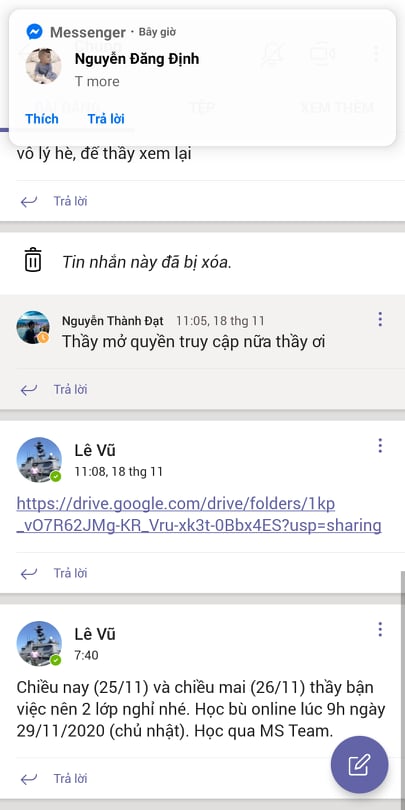 Messenger · Bây giờ
Nguyễn Đăng Định
T more
TỆP
XEM THÊM
Thích Trả lời
vô lý hè, để thầy xem lại
Trả lời
Tin nhắn này đã bị xóa.
Nguyễn Thành Đạt 11:05, 18 thg 11
Thầy mở quyền truy cập nữa thầy ơi
Trả lời
Lê Vũ
11:08, 18 thg 11
https://drive.google.com/drive/folders/1kp
_vO7R62JMg-KR_Vru-xk3t-0Bbx4ES?usp=sharing
Trả lời
Lê Vũ
7:40
Chiều nay (25/11) và chiều mai (26/11) thầy bận
việc nên 2 lớp nghỉ nhé. Học bù online lúc 9h ngày
29/11/2020 (chủ nhật). Học qua MS Team.
Trả lời